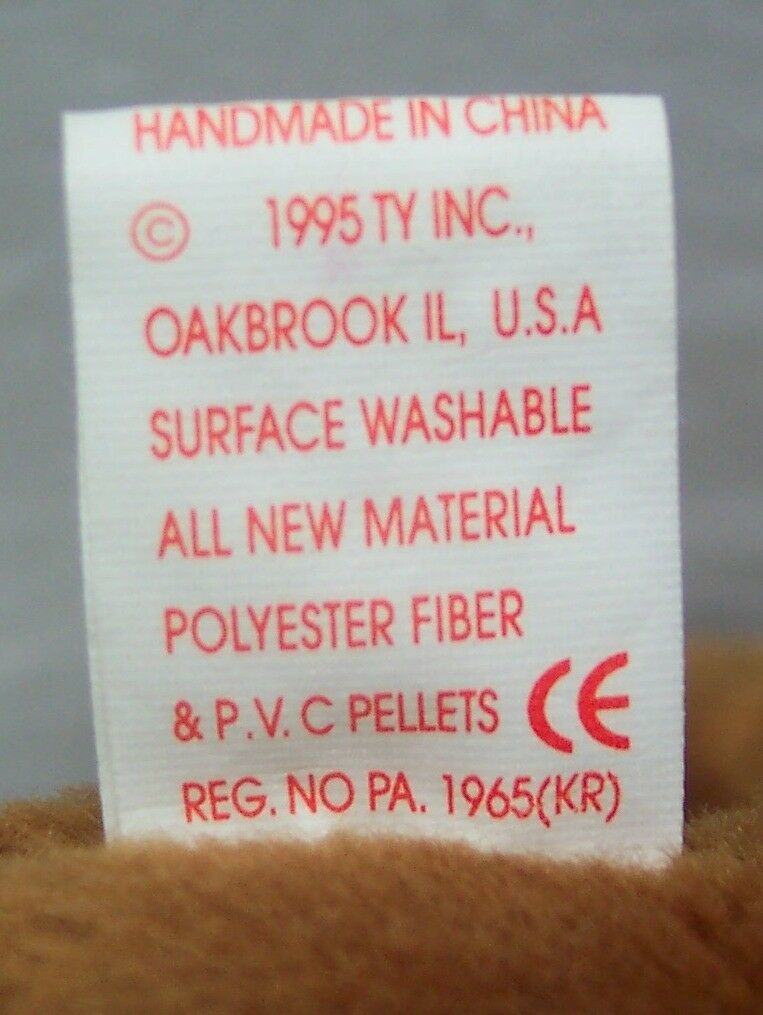 HANDMADE IN CHINA
© 1995 TY INC.,
OAKBROOK IL, U.S.A
SURFACE WASHABLE
ALL NEW MATERIAL
POLYESTER FIBER
& P.V.C PELLETS CE
REG. NO PA. 1965(KR)